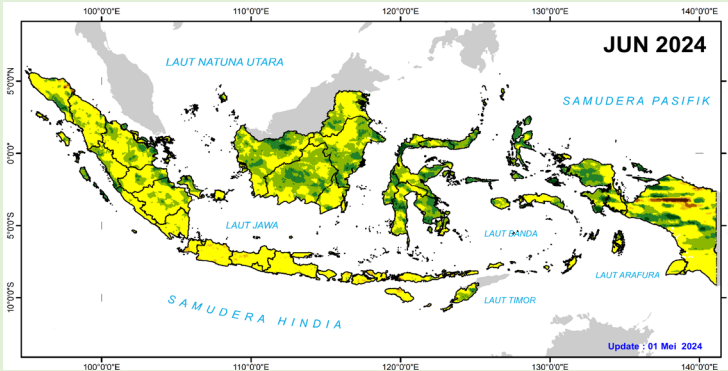 100°0'0"E 110°0'0"E 120°0'0"E 130°0'0"E 140°0'0"E
JUN 2024
LAUT NATUNA UTARA
5°0'0"N
SAMUDERA PASIFIK
0°0'0"
5°0'0"S
LAUT JAWA
LAUT BANDA
LAUT ARAFURA
10°0'0"S
SAMUDERA HINDIA
LAUT TIMOR
Update : 01 Mei 2024
100°0'0"E 110°0'0"E 120°0'0"E 130°0'0"E 140°0'0"E